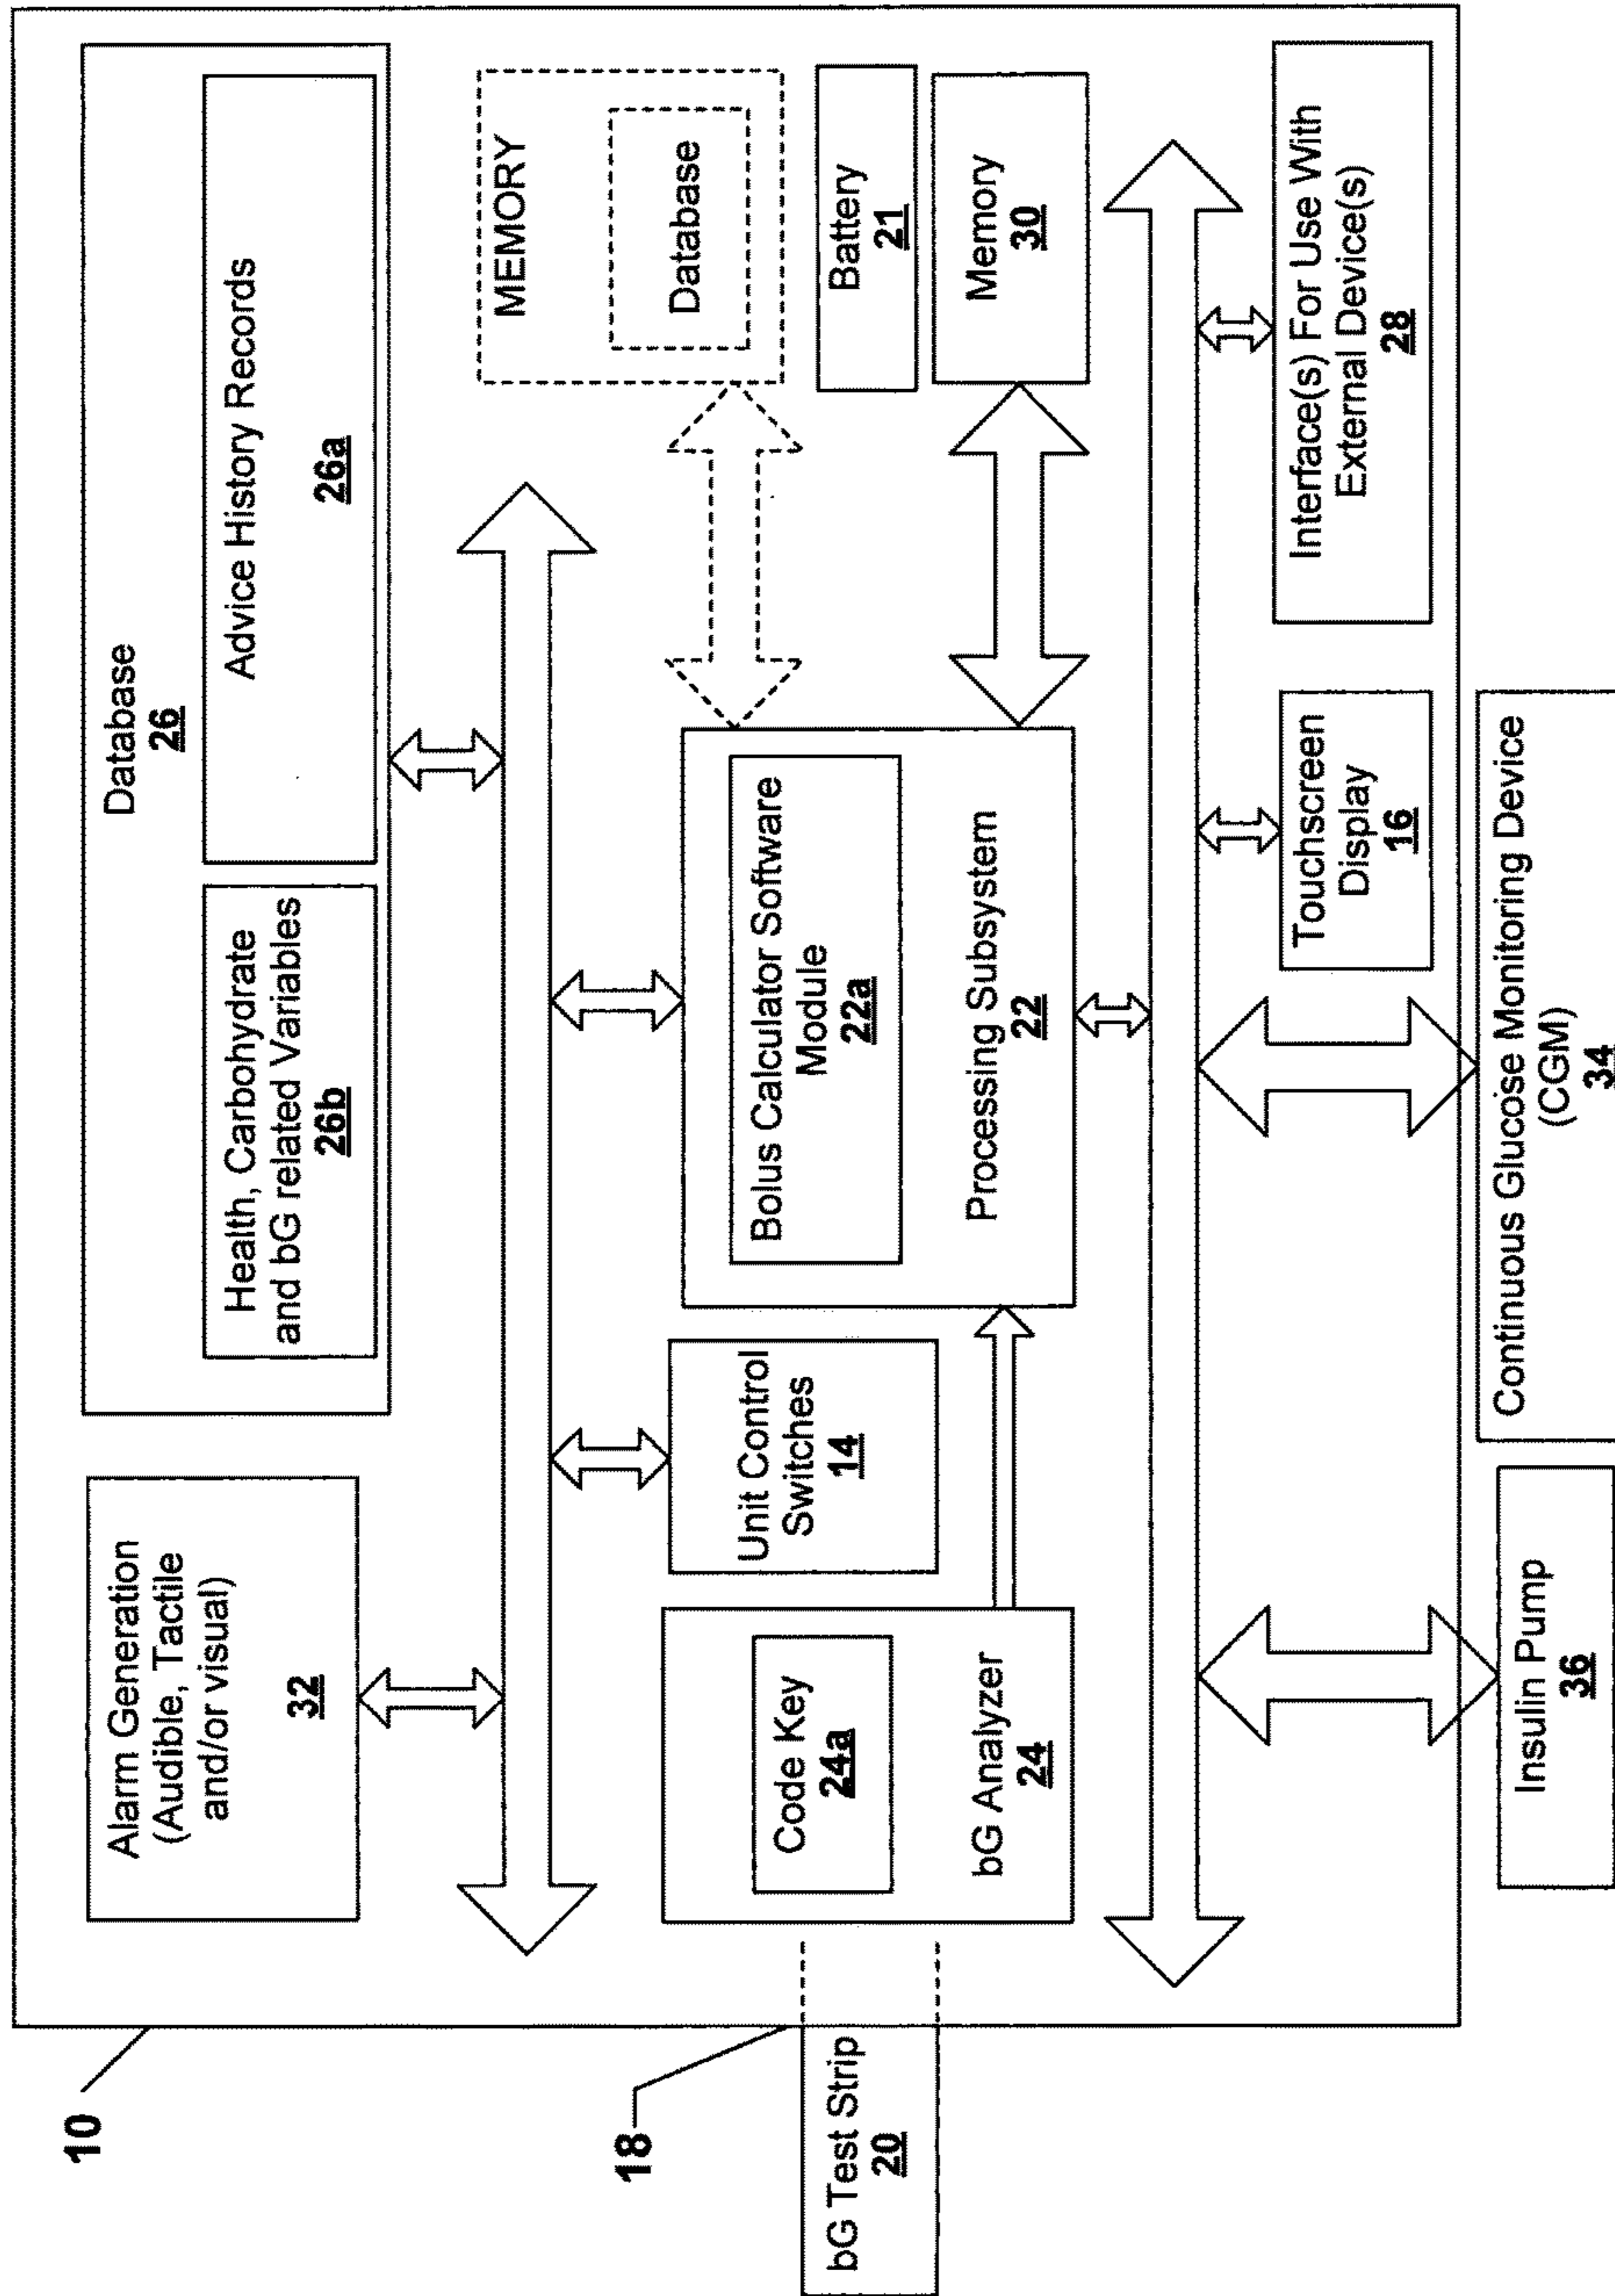 10
Alarm Generation
(Audible, Tactile
and/or visual)
32
Database
26
Health, Carbohydrate
and bG related Variables
26b
Advice History Records
26a
18
bG Test Strip
20
Code Key
24a
bG Analyzer
24
Unit Control
Switches
14
Bolus Calculator Software
Module
22a
Processing Subsystem
22
MEMORY
Database
Battery
21
Memory
30
Insulin Pump
36
Continuous Glucose Monitoring Device
(CGM)
34
Touchscreen
Display
16
Interface(s) For Use With
External Device(s)
28